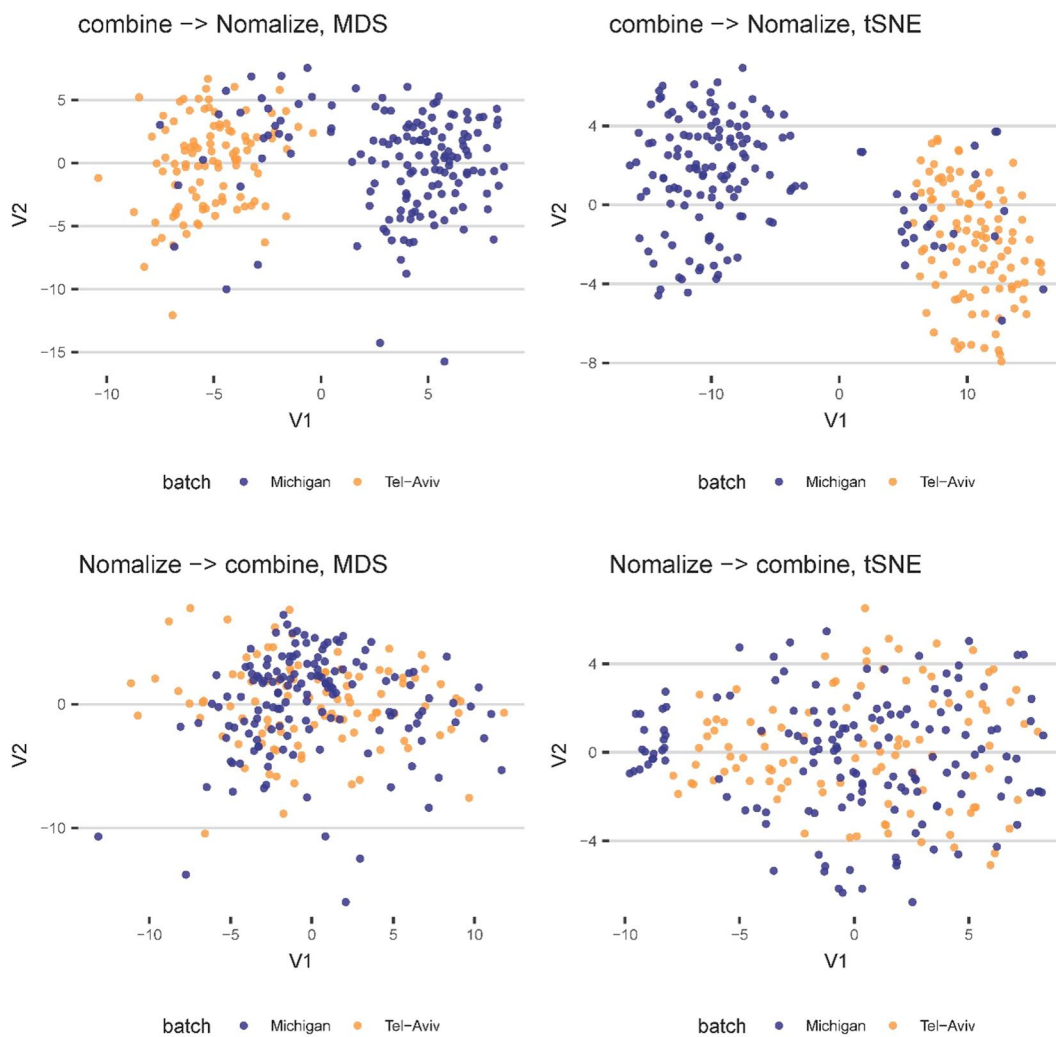 combine -> Nomalize, MDS
V2
5
0
-5
-10
-15
-10
-5
0
5
V1
batch Michigan Tel-Aviv
combine -> Nomalize, tSNE
V2
4
0
-4
-8
-10
0
10
V1
batch Michigan Tel-Aviv
Nomalize -> combine, MDS
V2
0
-10
-10
-5
0
5
10
V1
batch Michigan Tel-Aviv
Nomalize -> combine, tSNE
V2
4
0
-4
-10
-5
0
5
V1
batch Michigan Tel-Aviv